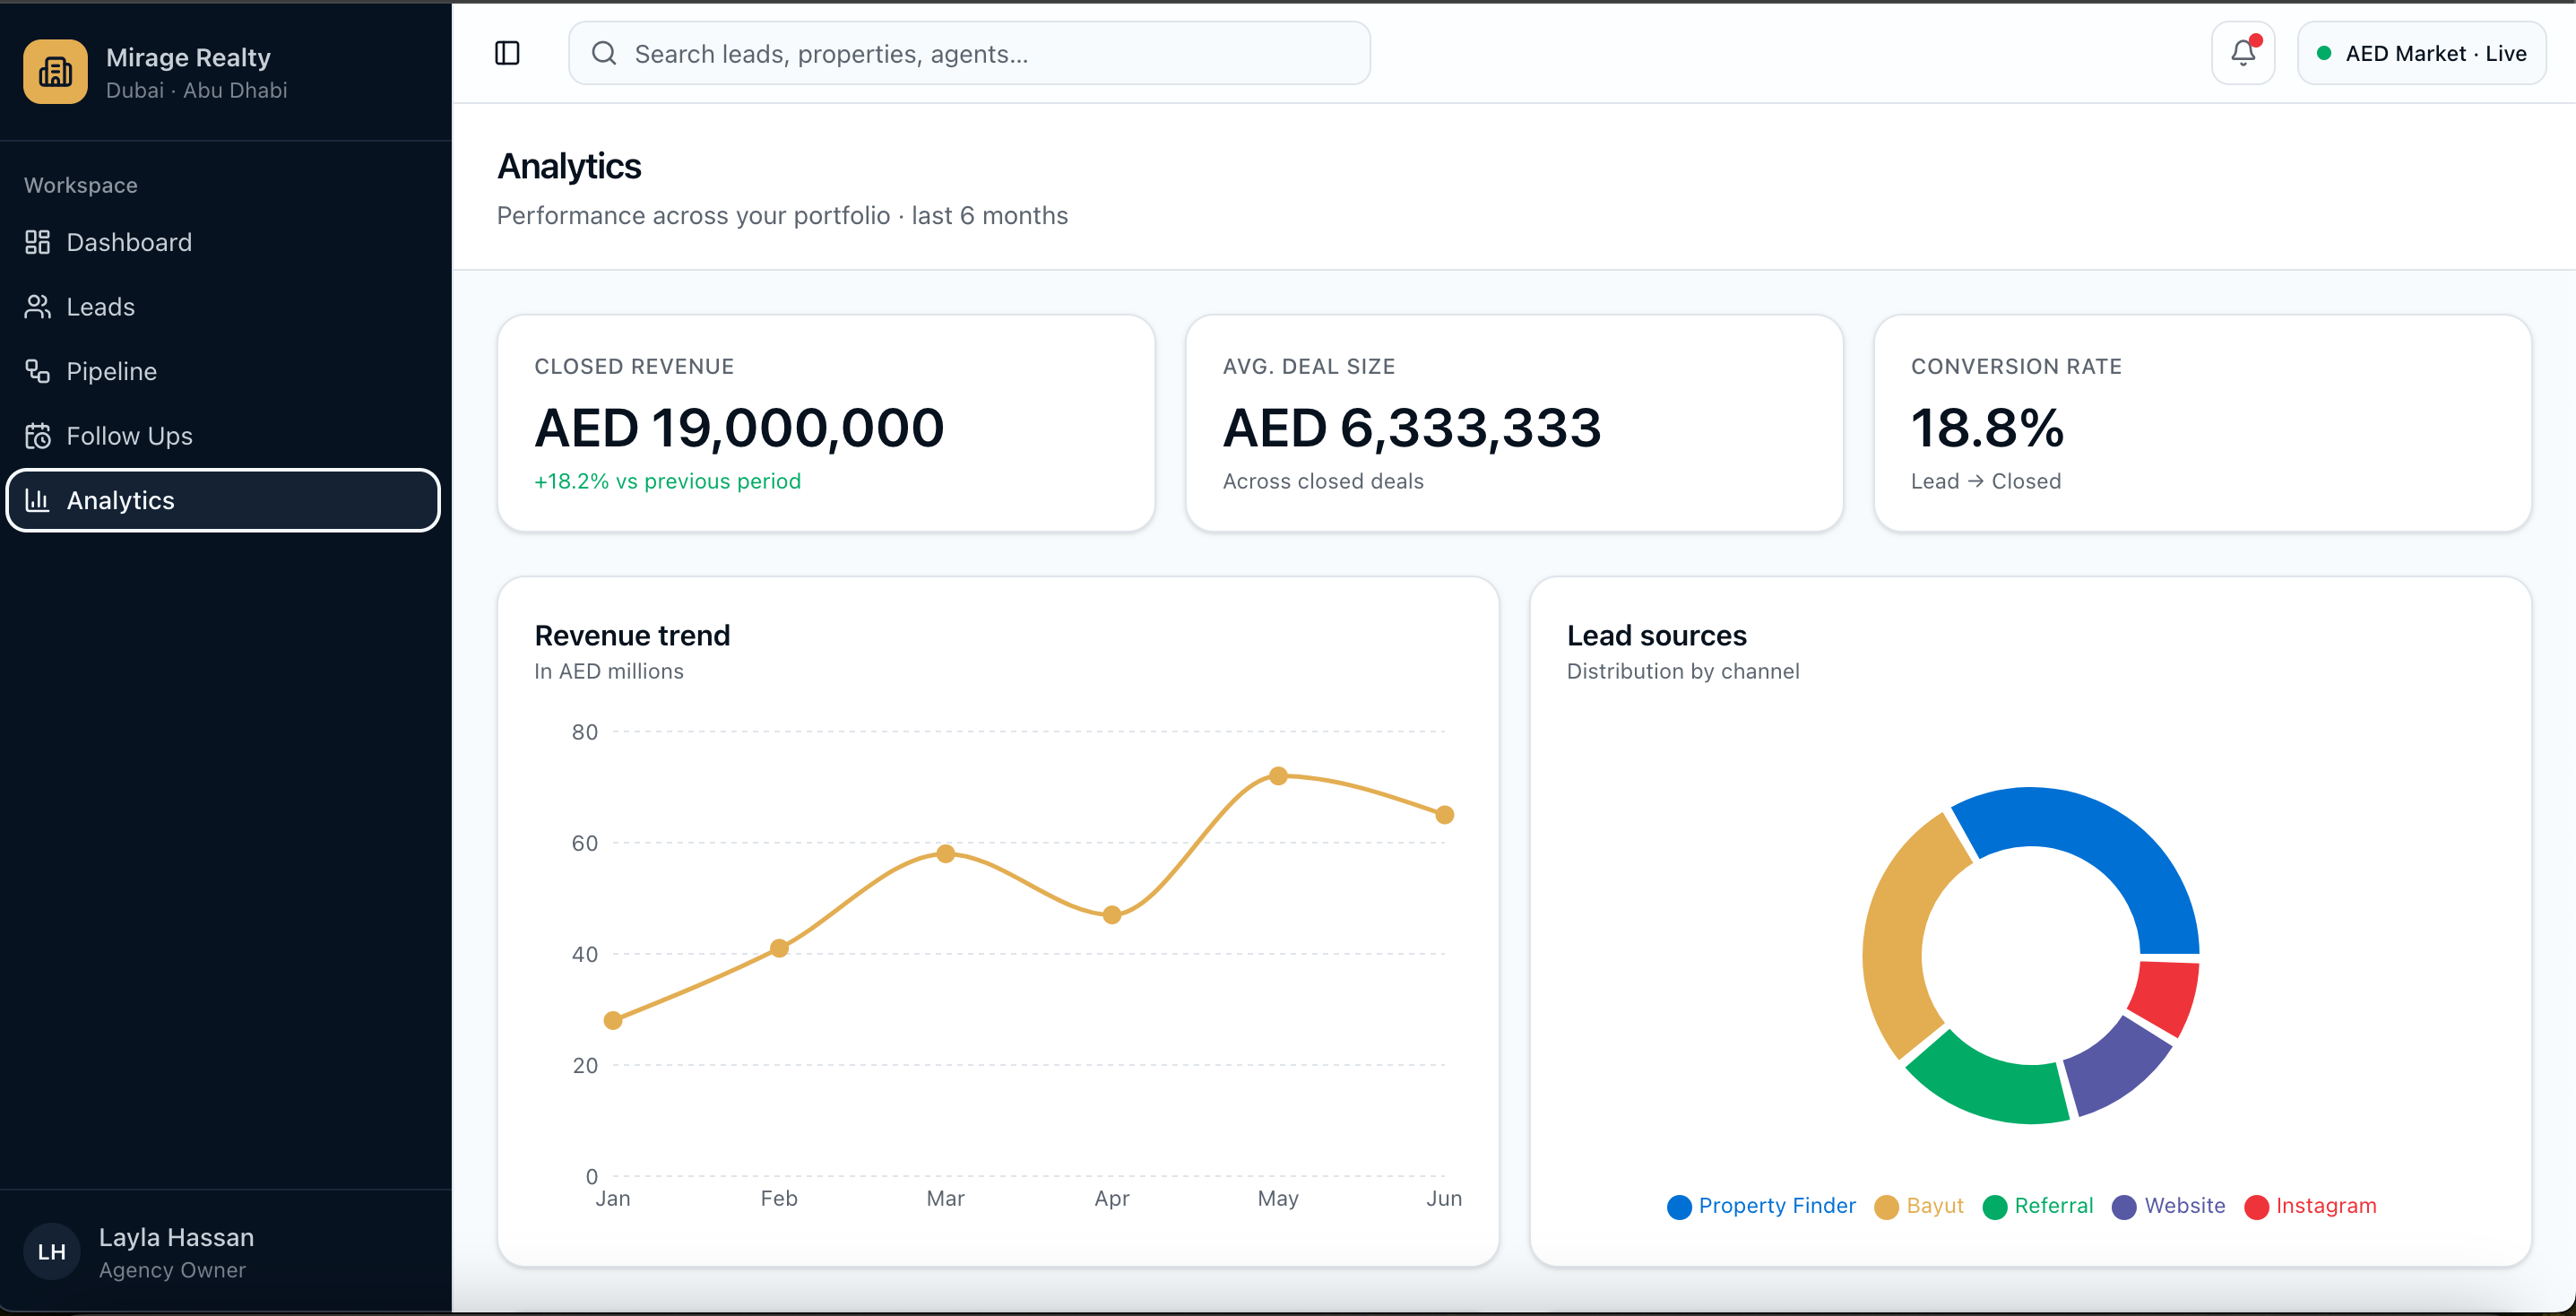 Mirage Realty
Dubai · Abu Dhabi
Workspace
Dashboard
Leads
Pipeline
Follow Ups
Analytics
LH
Layla Hassan
Agency Owner
Search leads, properties, agents...
AED Market · Live
Analytics
Performance across your portfolio · last 6 months
CLOSED REVENUE
AED 19,000,000
+18.2% vs previous period
AVG. DEAL SIZE
AED 6,333,333
Across closed deals
CONVERSION RATE
18.8%
Lead → Closed
Revenue trend
In AED millions
80
60
40
20
0
Jan Feb Mar Apr May Jun
Lead sources
Distribution by channel
Property Finder Bayut Referral Website Instagram